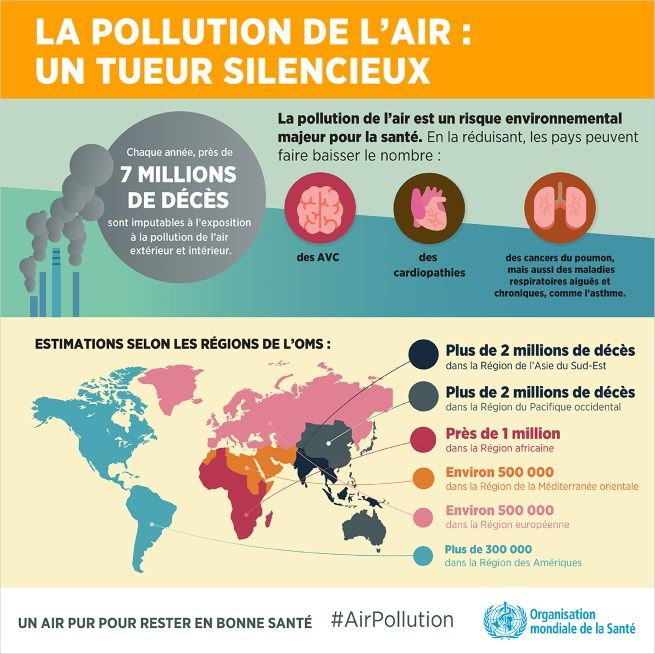 LA POLLUTION DE L'AIR :
UN TUEUR SILENCIEUX
Chaque année, près de
7 MILLIONS
DE DÉCÈS
sont imputables à l'exposition
à la pollution de l'air
extérieur et intérieur.
La pollution de l'air est un risque environnemental
majeur pour la santé. En la réduisant, les pays peuvent
faire baisser le nombre :
des AVC
des
cardiopathies
des cancers du poumon,
mais aussi des maladies
respiratoires aiguës et
chroniques, comme l'asthme.
ESTIMATIONS SELON LES RÉGIONS DE L'OMS :
Plus de 2 millions de décès
dans la Région de l'Asie du Sud-Est
Plus de 2 millions de décès
dans la Région du Pacifique occidental
Près de 1 million
dans la Région africaine
Environ 500 000
dans la Région de la Méditerranée orientale
Environ 500 000
dans la Région européenne
Plus de 300 000
dans la Région des Amériques
UN AIR PUR POUR RESTER EN BONNE SANTÉ
#AirPollution
Organisation
mondiale de la Santé